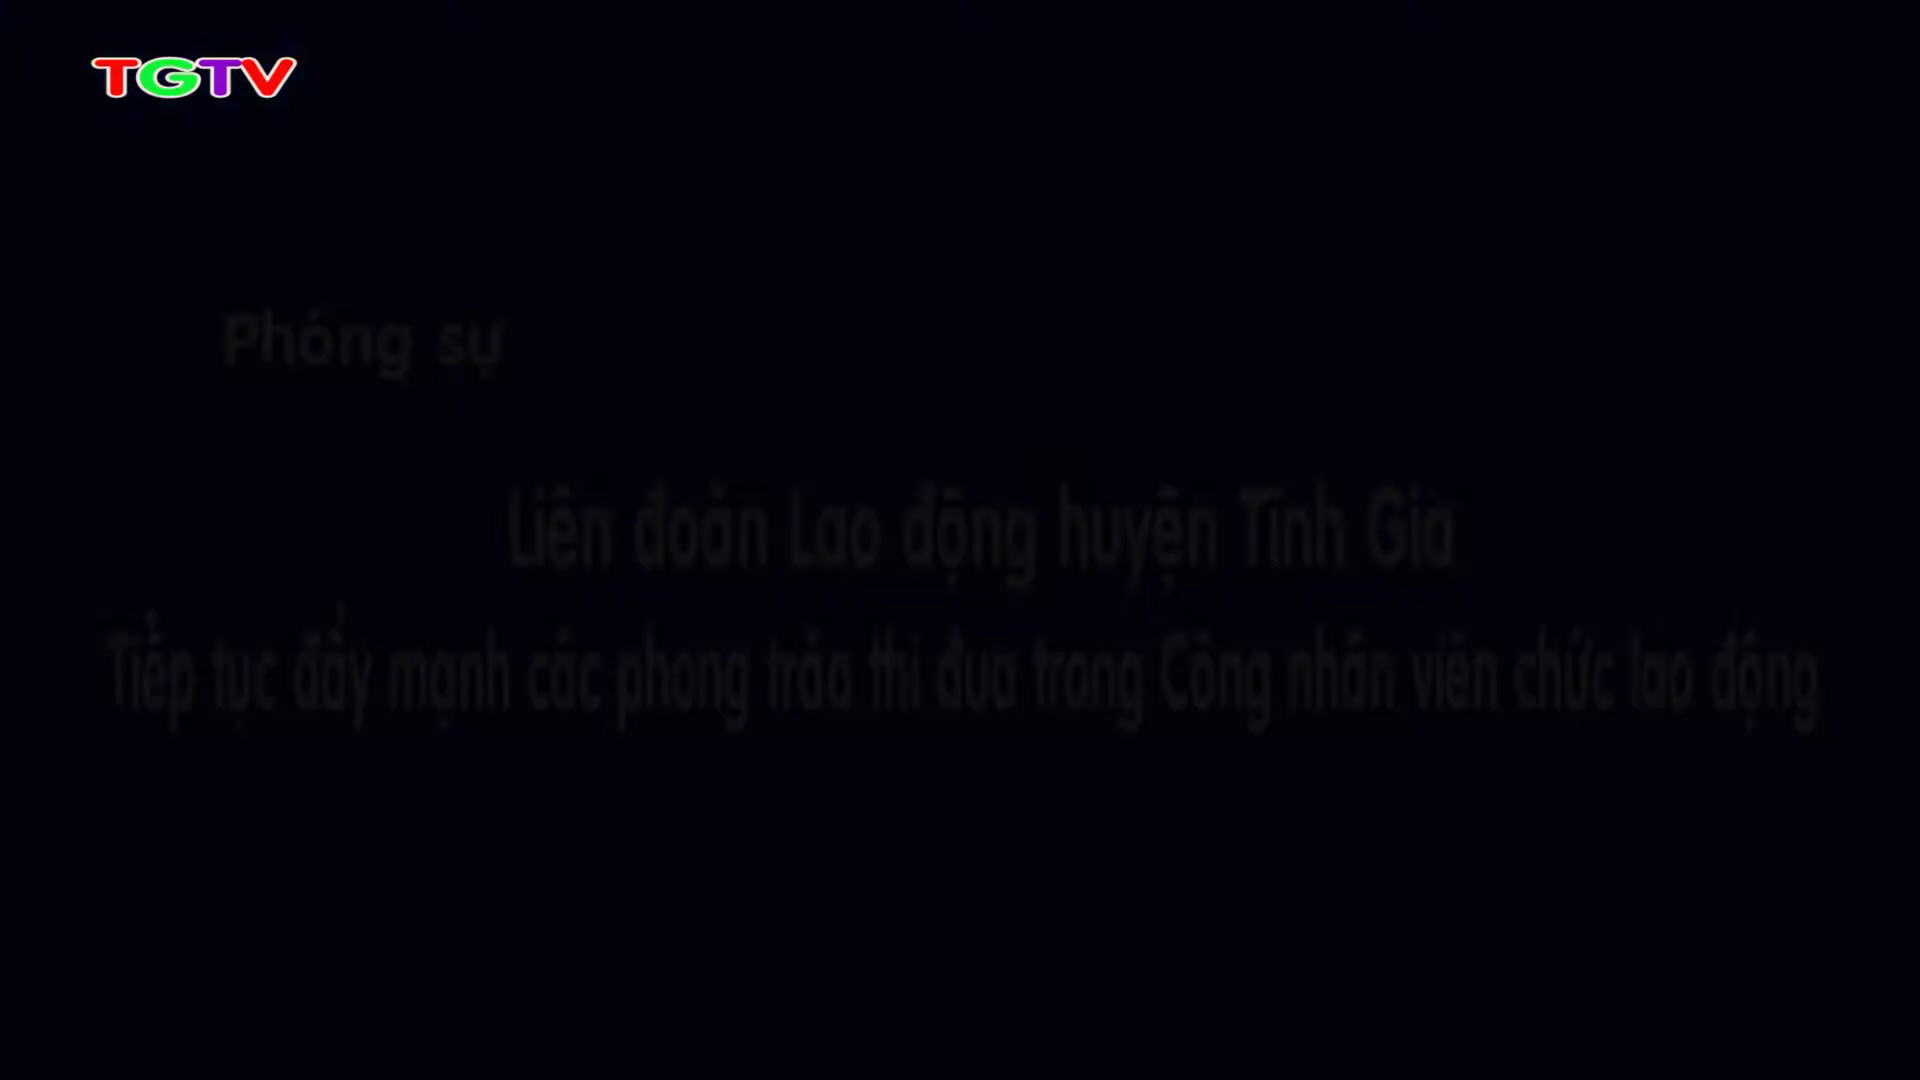 TGTV
Phóng sự
Liên đoàn Lao động huyện Tĩnh Gia
Tiếp tục đẩy mạnh các phong trào thi đua trong Công nhân viên chức lao động